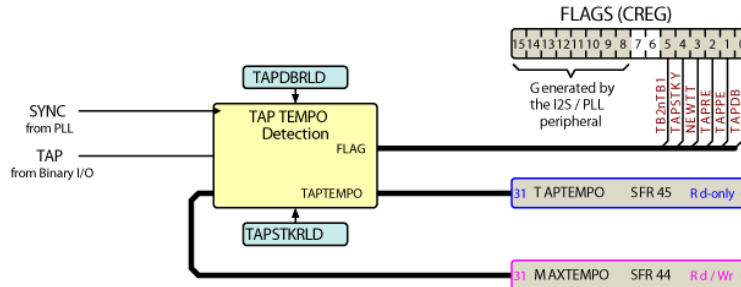 FLAGS (CREG)
15 14 13 12 11 10 9 8 7 6 5 4 3 2 1
Generated by
the I2S / PLL
peripheral
TB2nTB1
TAPSTKY
NEWTT
TAPRE
TAPPE
TAPDB
TAPDBRLD
SYNC
from PLL
TAP TEMPO
Detection
FLAG
TAP
from Binary I/O
TAPTEMPO
31 TAPTEMPO SFR 45 Rd-only
TAPSTKRLD
31 MAXTEMPO SFR 44 Rd / Wr